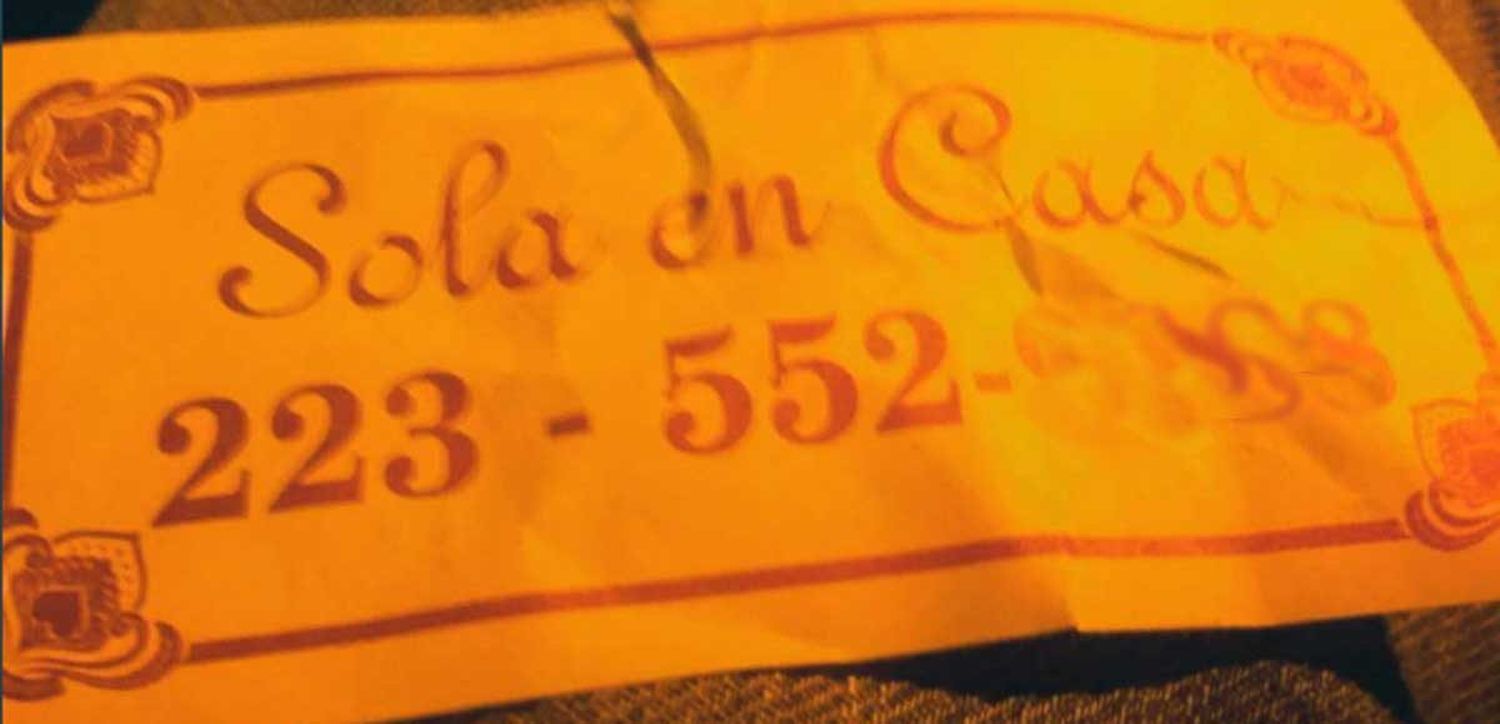 Sola en Casa
223 - 552-